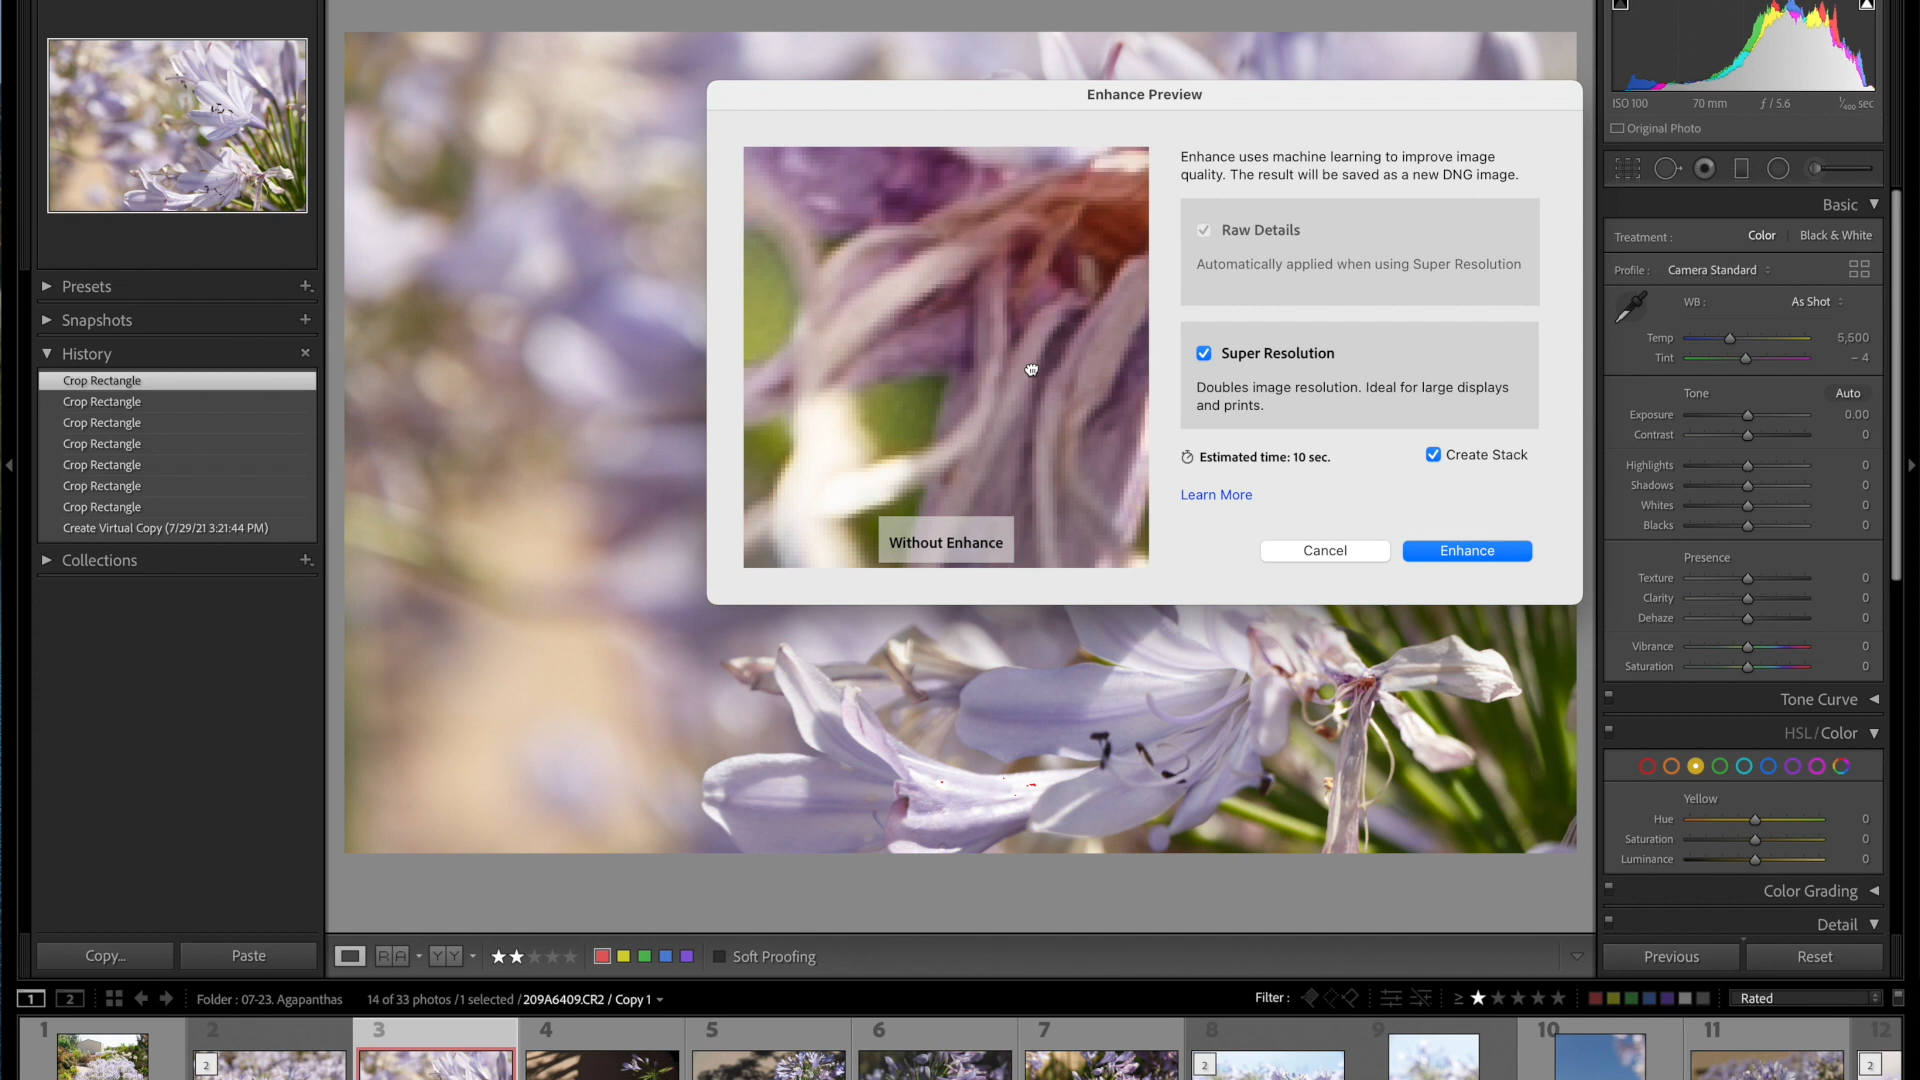 Presets
Snapshots
History
Crop Rectangle
Crop Rectangle
Crop Rectangle
Crop Rectangle
Crop Rectangle
Crop Rectangle
Crop Rectangle
Create Virtual Copy (7/29/21 3:21:44 PM)
Collections
Copy...
Paste
Enhance Preview
Enhance uses machine learning to improve image
quality. The result will be saved as a new DNG image.
Raw Details
Automatically applied when using Super Resolution
Super Resolution
Doubles image resolution. Ideal for large displays
and prints.
Estimated time: 10 sec.
Create Stack
Learn More
Without Enhance
Cancel
Enhance
ISO 100 70 mm ƒ / 5.6 1/400 sec
Original Photo
Basic
Treatment : Color Black & White
Profile : Camera Standard
WB : As Shot
Temp 5,500
Tint – 4
Tone Auto
Exposure 0.00
Contrast 0
Highlights 0
Shadows 0
Whites 0
Blacks 0
Presence
Texture 0
Clarity 0
Dehaze 0
Vibrance 0
Saturation 0
Tone Curve
HSL / Color
Yellow
Hue 0
Saturation 0
Luminance 0
Color Grading
Detail
Previous
Reset
R A
Y Y
Soft Proofing
1 2
Folder : 07-23. Agapanthas
14 of 33 photos / 1 selected / 209A6409.CR2 / Copy 1
Filter :
≥
Rated
1 2 3 4 5 6 7 8 9 10 11 12
2 2 2